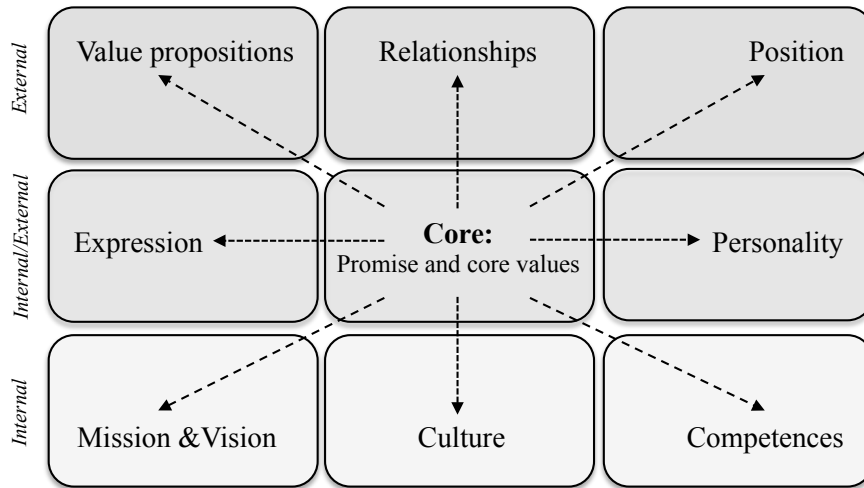 External
Value propositions
Relationships
Position
Internal/External
Expression
Core:
Promise and core values
Personality
Internal
Mission &Vision
Culture
Competences